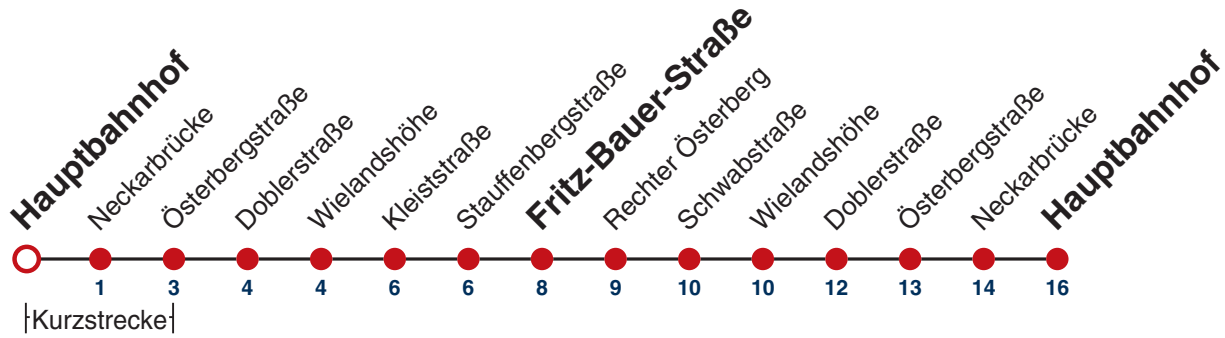 Hauptbahnhof
Neckarbrücke
Österbergstraße
Doblerstraße
Wielandshöhe
Kleiststraße
Stauffenbergstraße
Fritz-Bauer-Straße
Rechter Österberg
Schwabstraße
Wielandshöhe
Doblerstraße
Österbergstraße
Neckarbrücke
Hauptbahnhof
1 3 4 4 6 6 8 9 10 10 12 13 14 16
Kurzstrecke